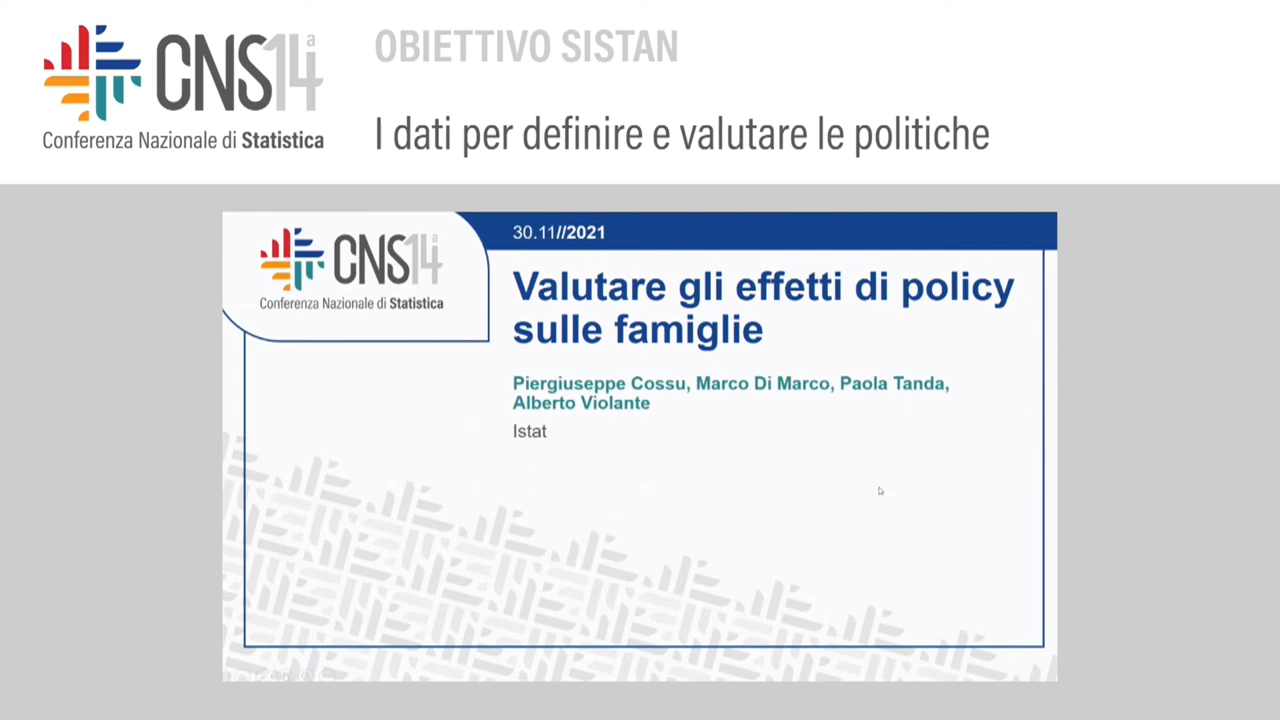 CNS14a
Conferenza Nazionale di Statistica
OBIETTIVO SISTAN
I dati per definire e valutare le politiche
CNS14a
Conferenza Nazionale di Statistica
30.11//2021
Valutare gli effetti di policy
sulle famiglie
Piergiuseppe Cossu, Marco Di Marco, Paola Tanda,
Alberto Violante
Istat